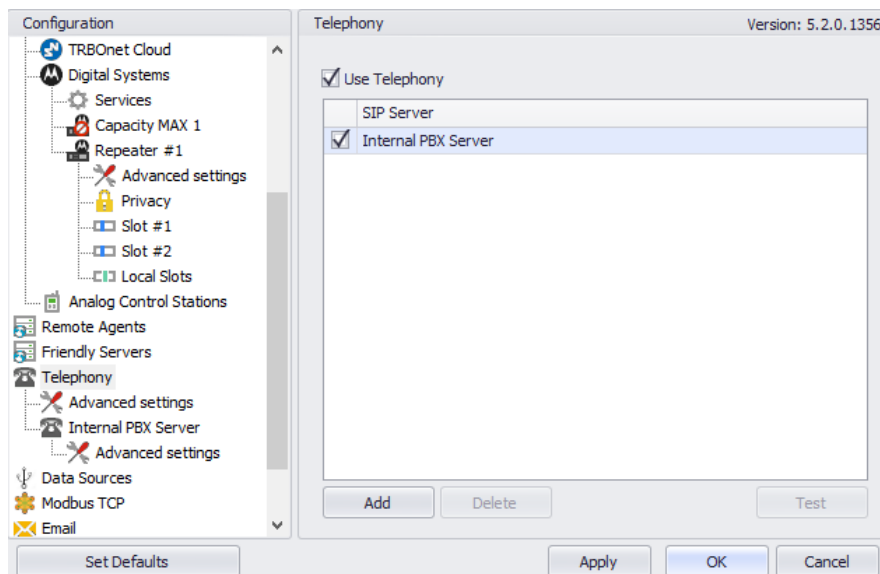 Configuration
TRBOnet Cloud
Digital Systems
Services
Capacity MAX 1
Repeater #1
Advanced settings
Privacy
Slot #1
Slot #2
Local Slots
Analog Control Stations
Remote Agents
Friendly Servers
Telephony
Advanced settings
Internal PBX Server
Advanced settings
Data Sources
Modbus TCP
Email
Set Defaults
Telephony
Version: 5.2.0.1356
Use Telephony
SIP Server
Internal PBX Server
Add
Delete
Test
Apply
OK
Cancel